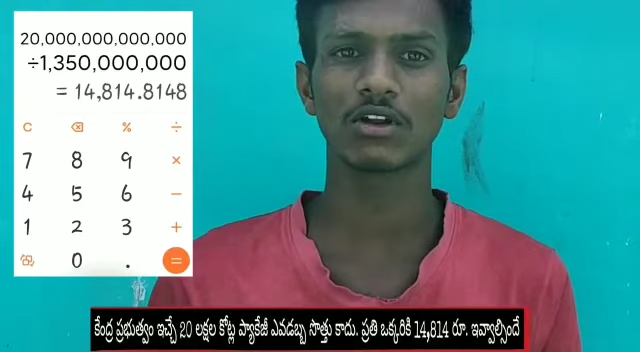 20,000,000,000,000
÷1,350,000,000
= 14,814.8148
C % ÷
7 8 9 ×
4 5 6 −
1 2 3 +
0 . =
కేంద్ర ప్రభుత్వం ఇచ్చే 20 లక్షల కోట్ల ప్యాకేజీ ఎవడబ్బ సొత్తు కాదు. ప్రతి ఒక్కరికి 14,814 రూ. ఇవ్వాల్సిందే